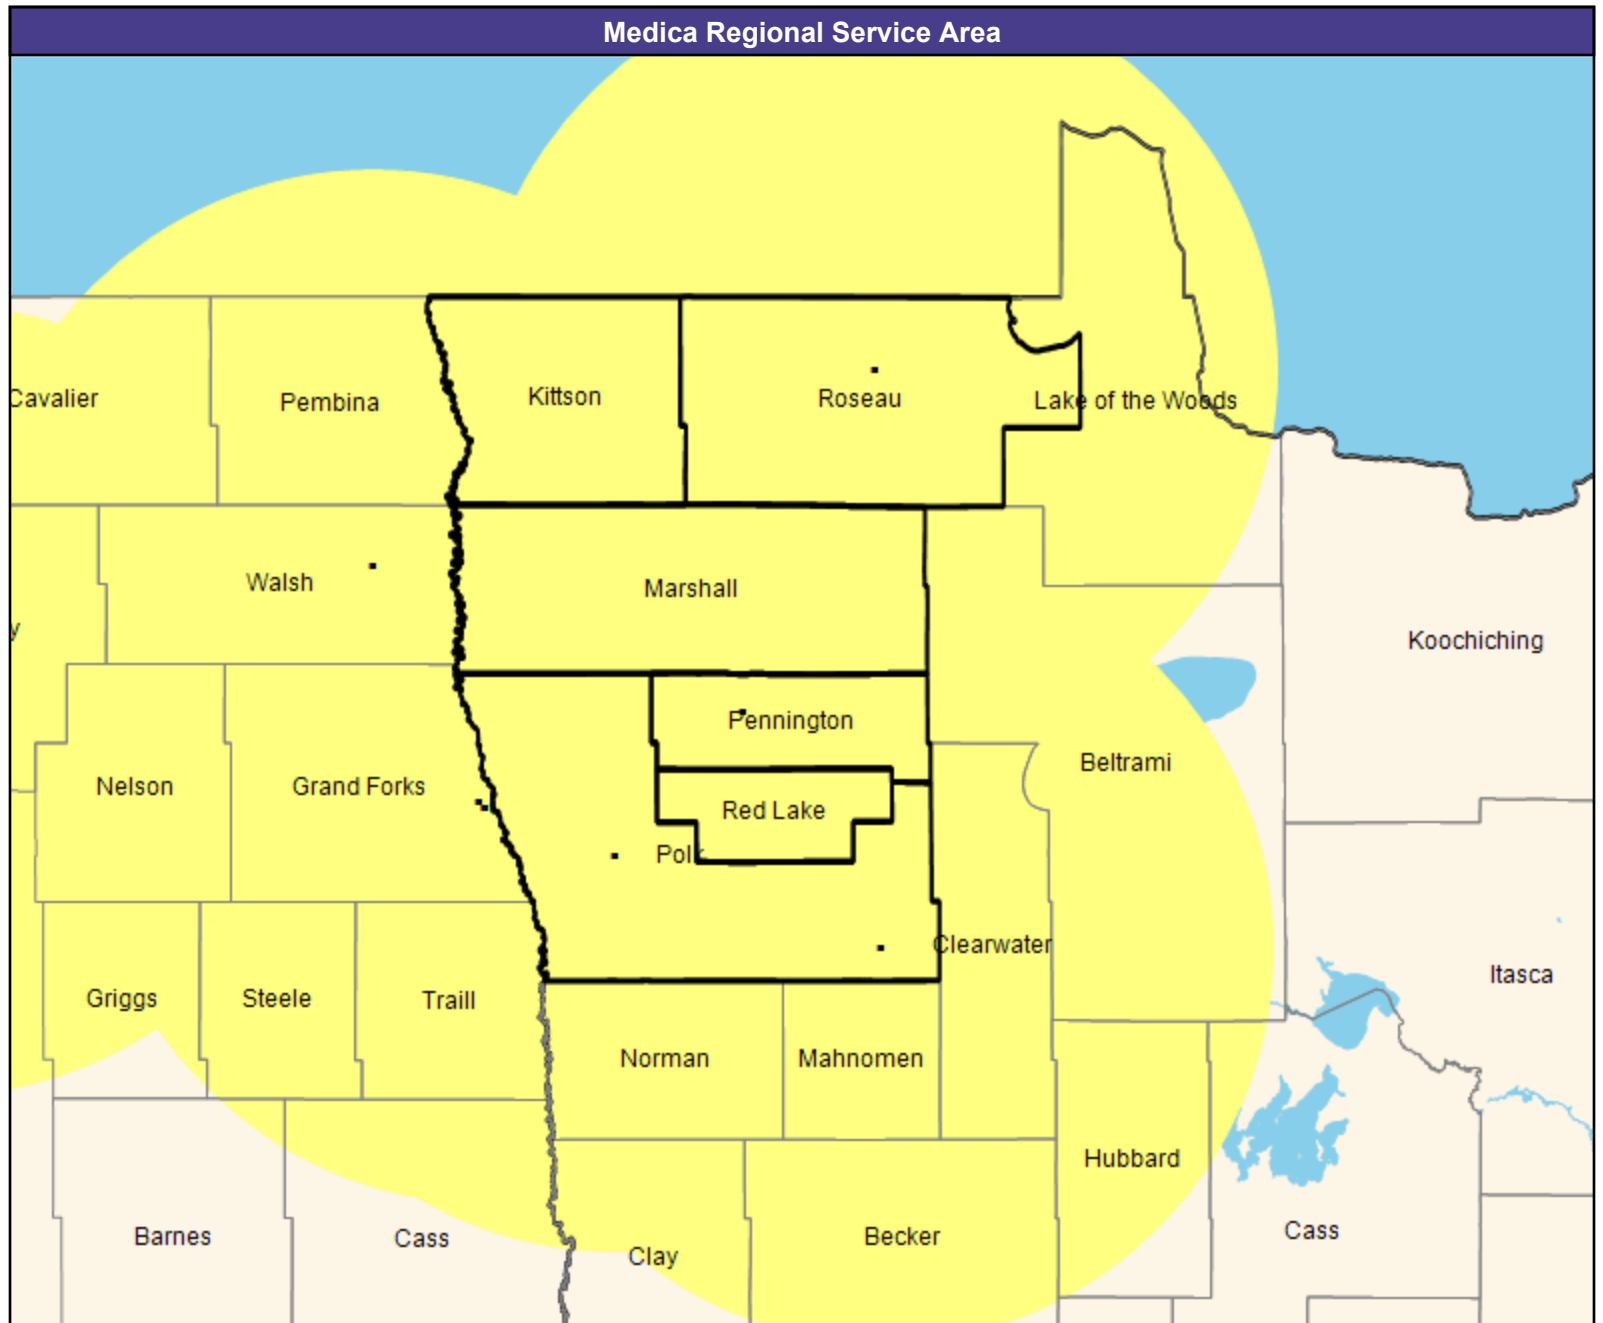 Medica Regional Service Area
Cavalier
Pembina
Kittson
Roseau
Lake of the Woods
Walsh
Marshall
y
Koochiching
Pennington
Beltrami
Nelson
Grand Forks
Red Lake
Polk
Clearwater
Itasca
Griggs
Steele
Traill
Norman
Mahnomen
Hubbard
Barnes
Cass
Clay
Becker
Cass